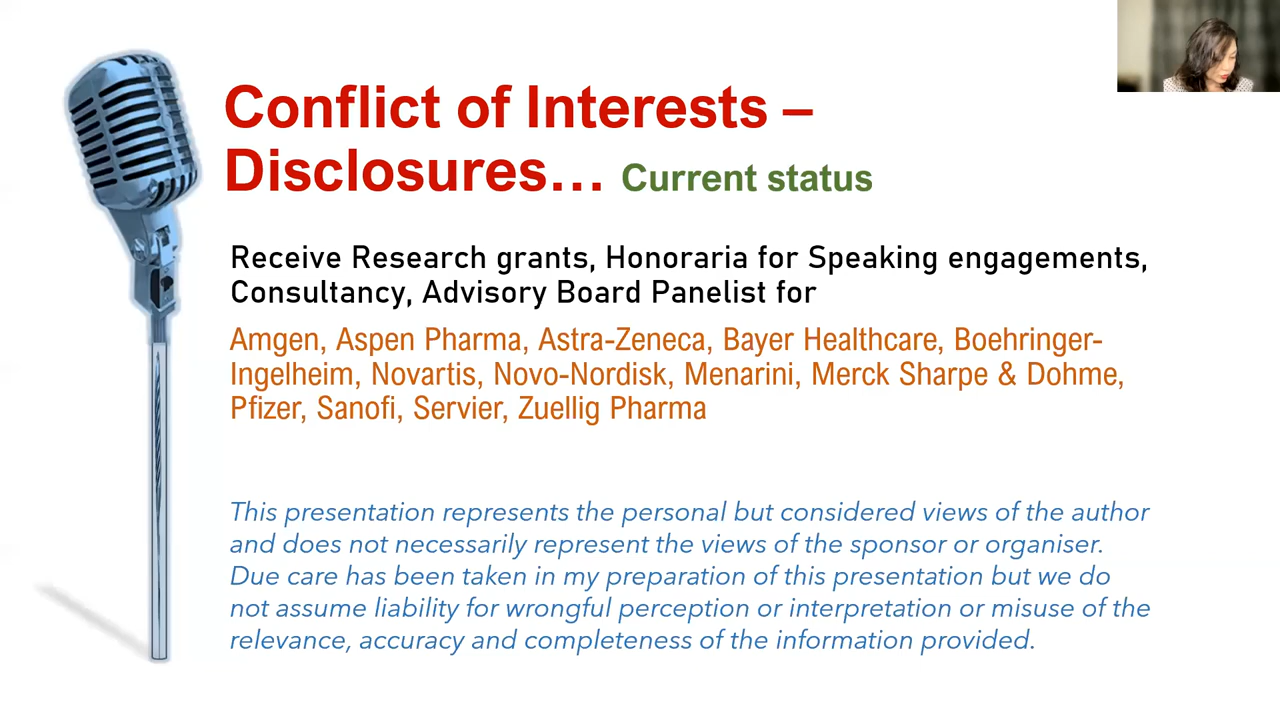 Conflict of Interests –
Disclosures... Current status
Receive Research grants, Honoraria for Speaking engagements,
Consultancy, Advisory Board Panelist for
Amgen, Aspen Pharma, Astra-Zeneca, Bayer Healthcare, Boehringer-
Ingelheim, Novartis, Novo-Nordisk, Menarini, Merck Sharpe & Dohme,
Pfizer, Sanofi, Servier, Zuellig Pharma
This presentation represents the personal but considered views of the author
and does not necessarily represent the views of the sponsor or organiser.
Due care has been taken in my preparation of this presentation but we do
not assume liability for wrongful perception or interpretation or misuse of the
relevance, accuracy and completeness of the information provided.